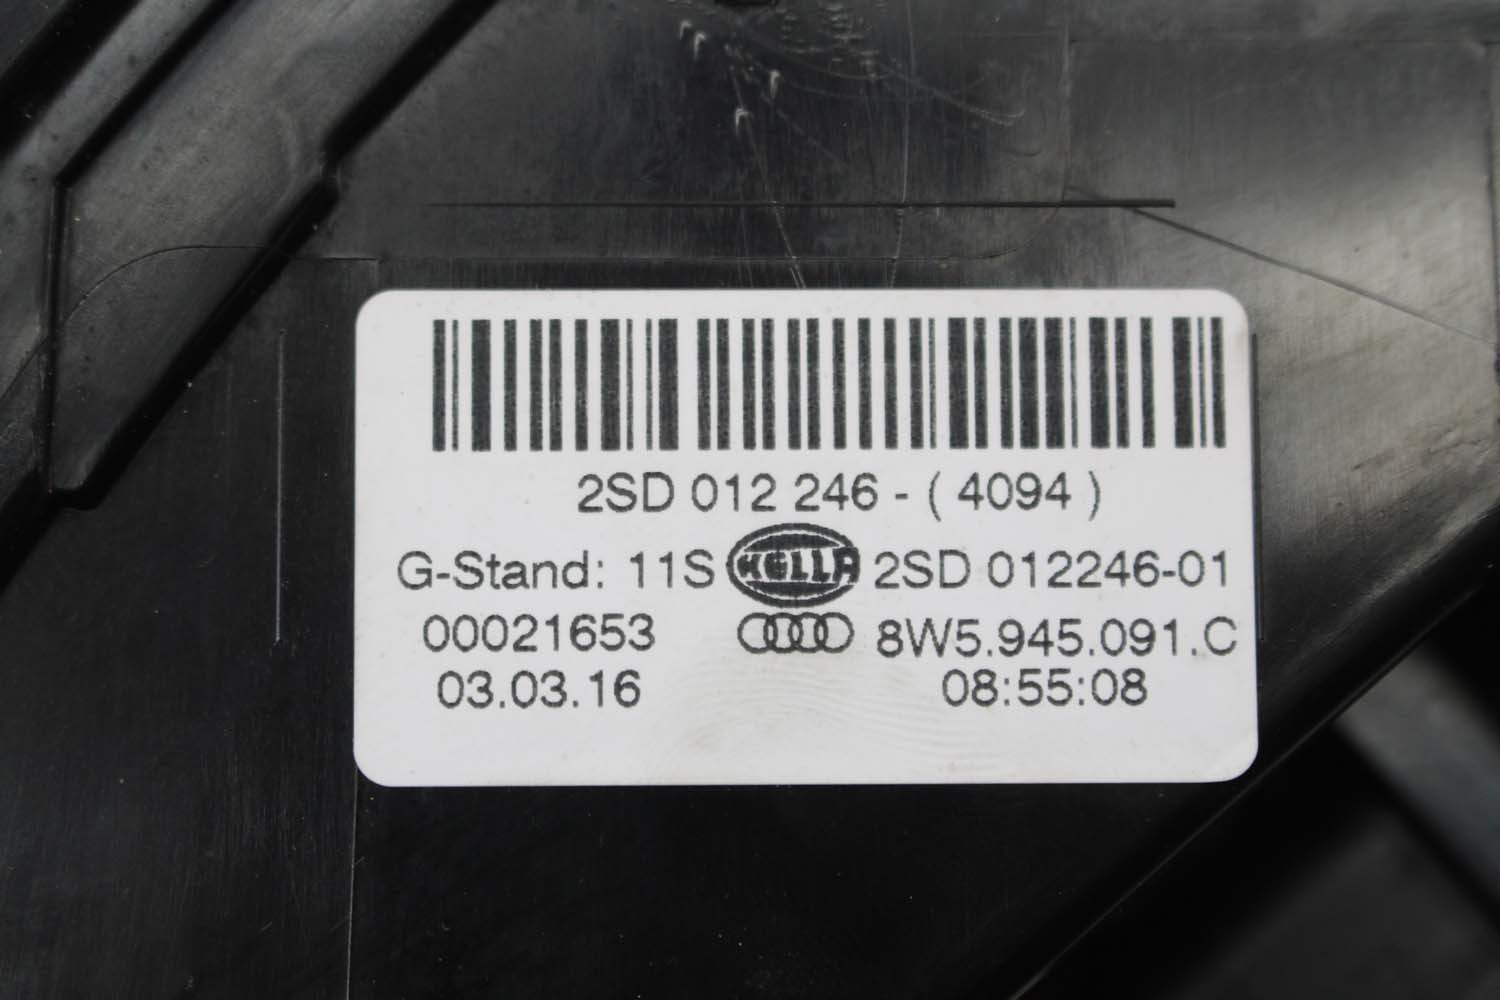 2SD 012 246 - ( 4094 )
G-Stand: 11S HELLA 2SD 012246-01
00021653 8W5.945.091.C
03.03.16 08:55:08